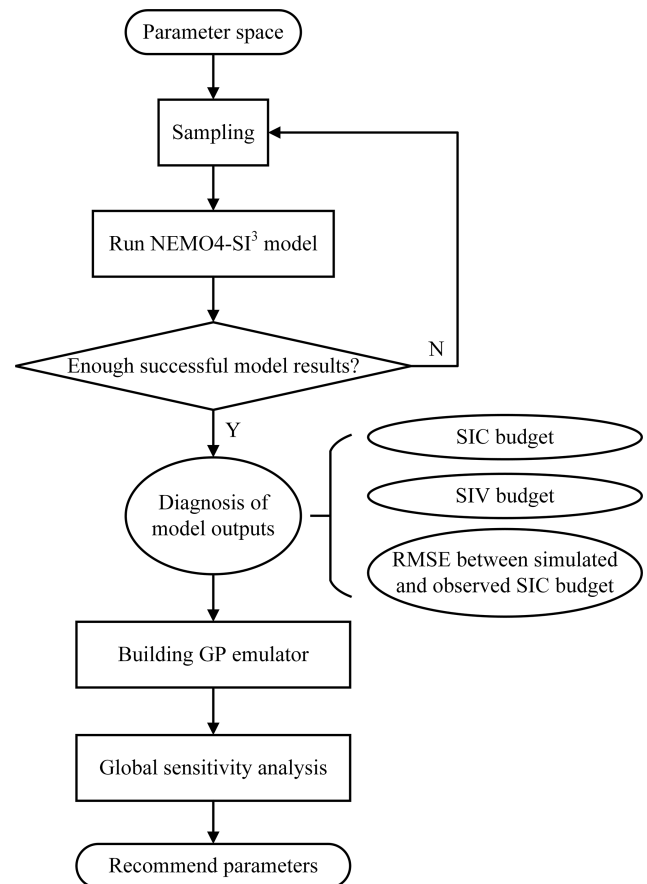 Parameter space
Sampling
Run NEMO4-SI³ model
Enough successful model results?
N
Y
Diagnosis of
model outputs
SIC budget
SIV budget
RMSE between simulated
and observed SIC budget
Building GP emulator
Global sensitivity analysis
Recommend parameters